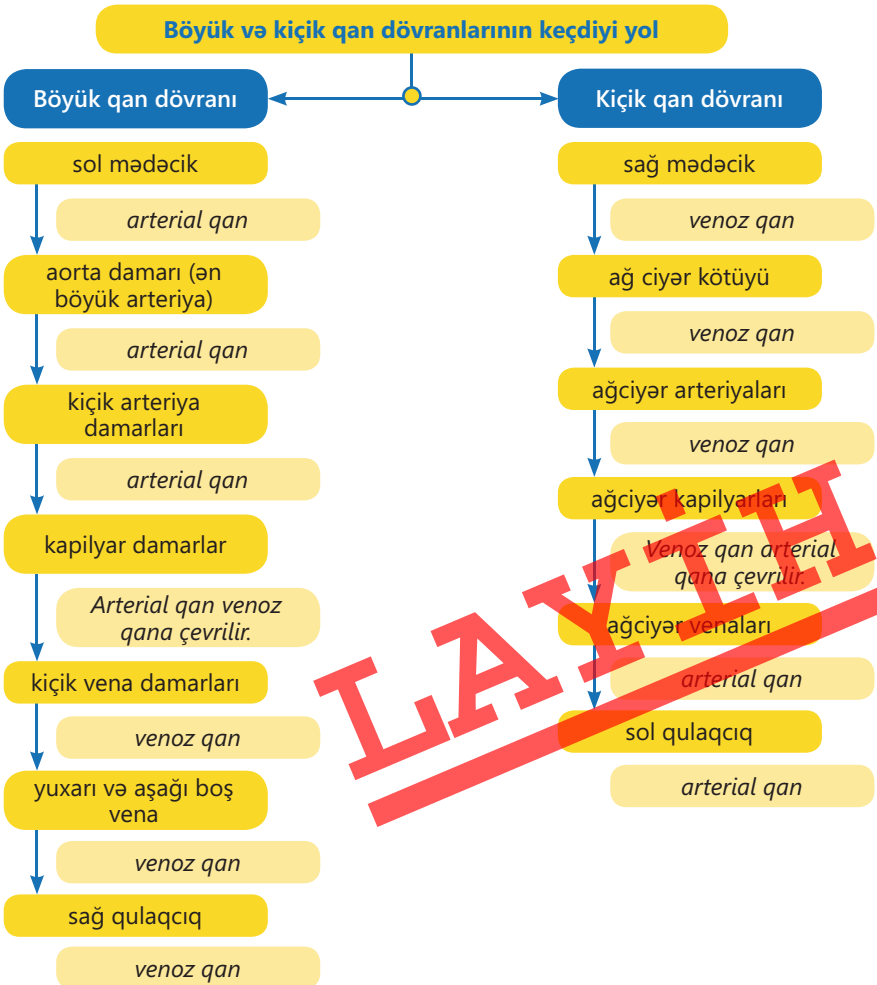 Böyük və kiçik qan dövranlarının keçdiyi yol
Böyük qan dövranı
sol mədəcik
arterial qan
aorta damarı (ən
böyük arteriya)
arterial qan
kiçik arteriya
damarları
arterial qan
kapilyar damarlar
Arterial qan venoz
qana çevrilir.
kiçik vena damarları
venoz qan
yuxarı və aşağı boş
vena
venoz qan
sağ qulaqcıq
venoz qan
Kiçik qan dövranı
sağ mədəcik
venoz qan
ağ ciyər kötüyü
venoz qan
ağciyər arteriyaları
venoz qan
ağciyər kapilyarları
Venoz qan arterial
qana çevrilir.
ağciyər venaları
arterial qan
sol qulaqcıq
arterial qan
LAYİH